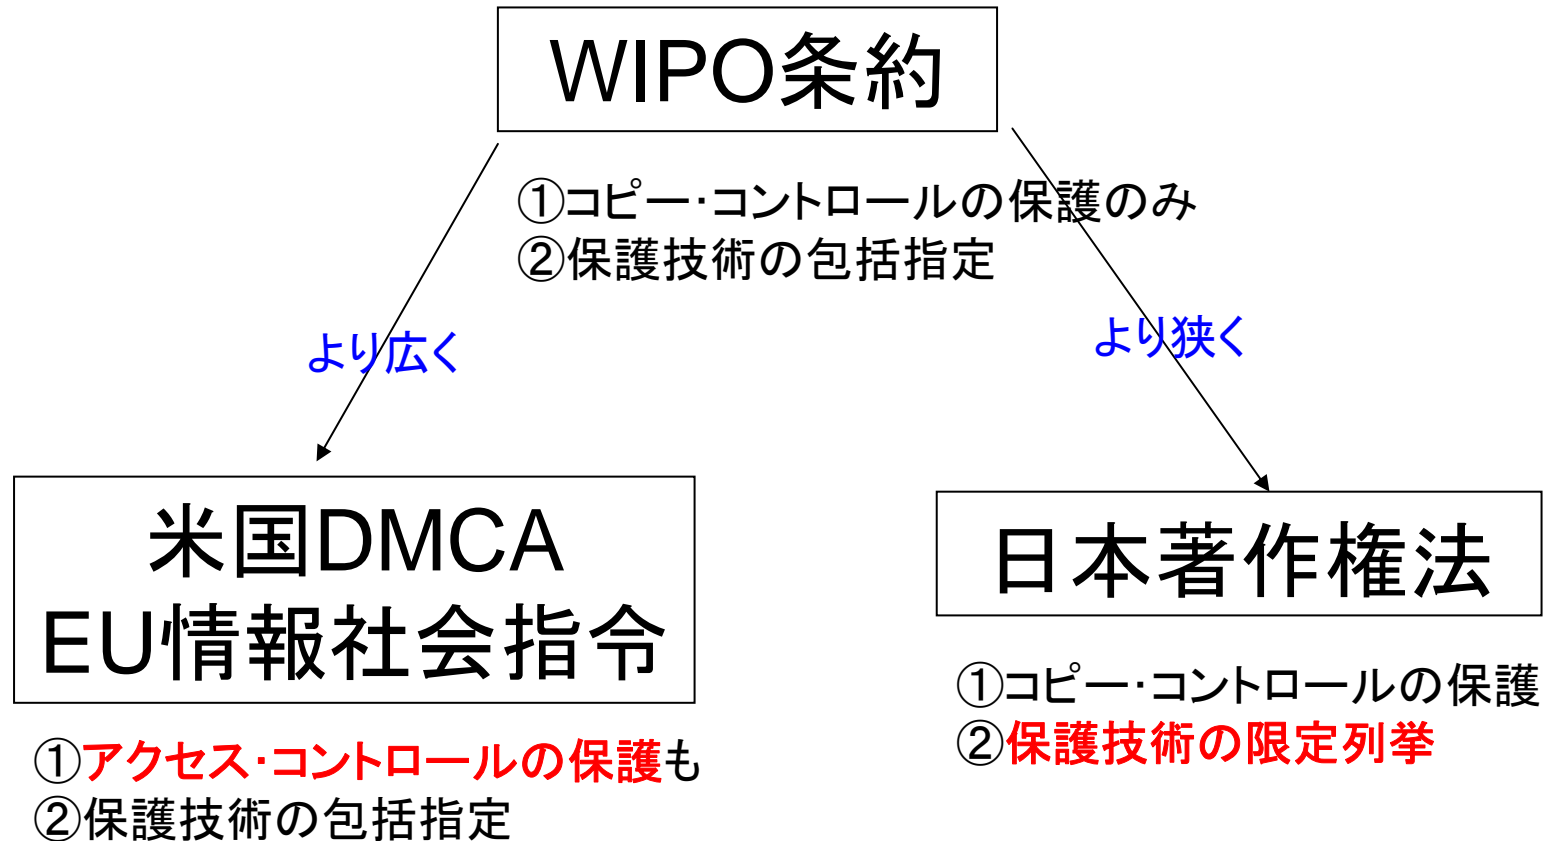 WIPO条約
①コピー・コントロールの保護のみ
②保護技術の包括指定
より広く
より狭く
米国DMCA
EU情報社会指令
①アクセス・コントロールの保護も
②保護技術の包括指定
日本著作権法
①コピー・コントロールの保護
②保護技術の限定列挙